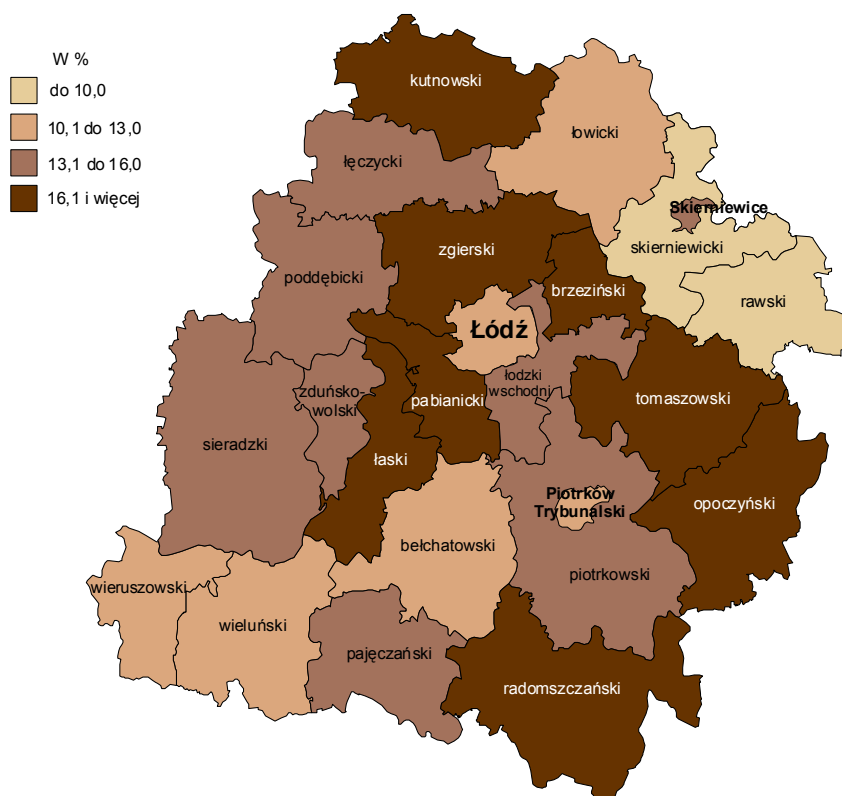 W %
do 10,0
10,1 do 13,0
13,1 do 16,0
16,1 i więcej
kutnowski
łowicki
łęczycki
Skierniewice
skierniewicki
zgierski
poddębicki
brzeziński
rawski
Łódź
łodzki
wschodni
zduńsko-
wolski
pabianicki
tomaszowski
sieradzki
łaski
Piotrków
Trybunalski
opoczyński
bełchatowski
piotrkowski
wieruszowski
wieluński
pajęczański
radomszczański